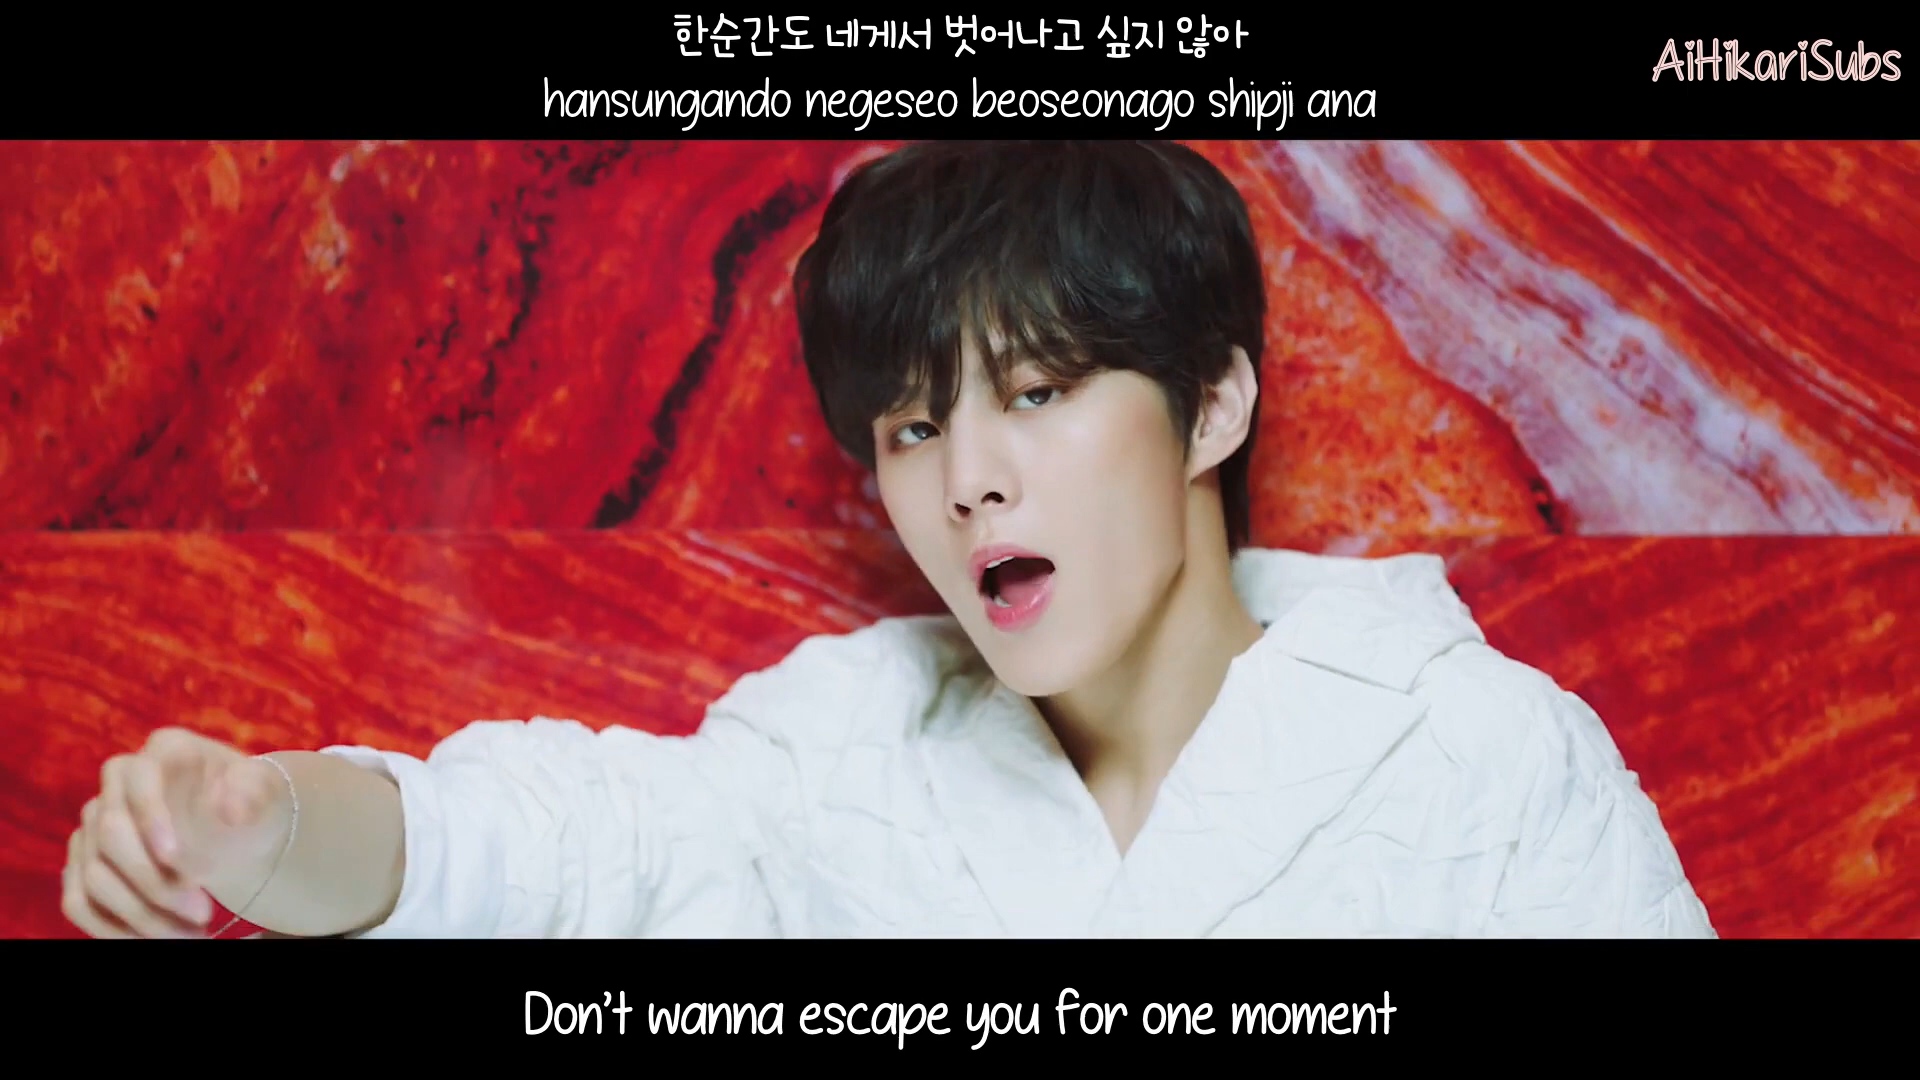 한순간도 네게서 벗어나고 싶지 않아
AiHikariSubs
hansungando negeseo beoseonago shipji ana
Don't wanna escape you for one moment